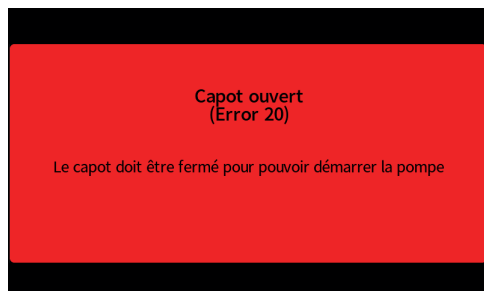 Capot ouvert
(Error 20)
Le capot doit être fermé pour pouvoir démarrer la pompe